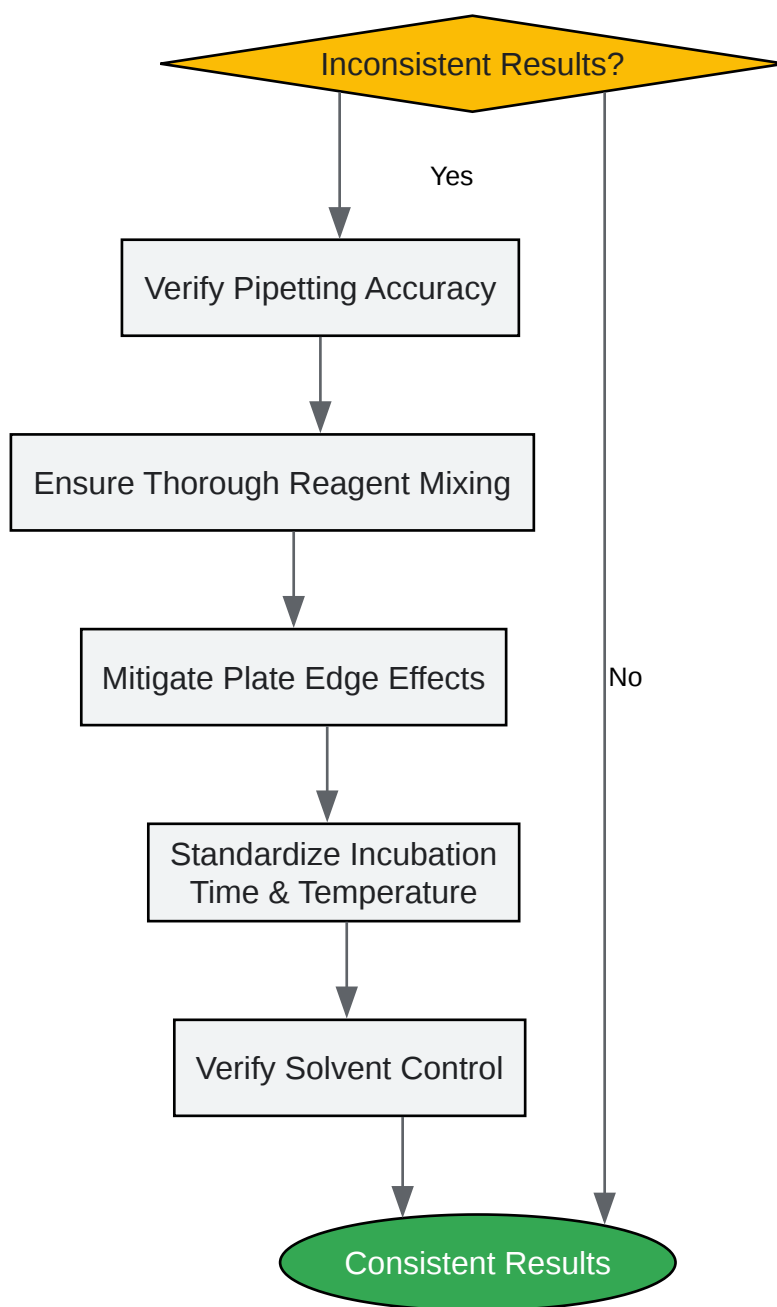 Inconsistent Results?
Yes
Verify Pipetting Accuracy
Ensure Thorough Reagent Mixing
Mitigate Plate Edge Effects
No
Standardize Incubation
Time & Temperature
Verify Solvent Control
Consistent Results